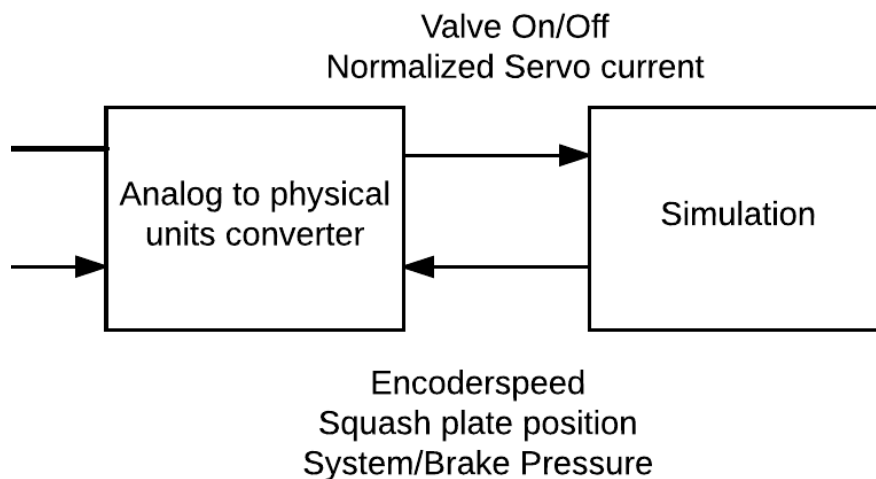 Valve On/Off
Normalized Servo current
Analog to physical
units converter
Simulation
Encoderspeed
Squash plate position
System/Brake Pressure